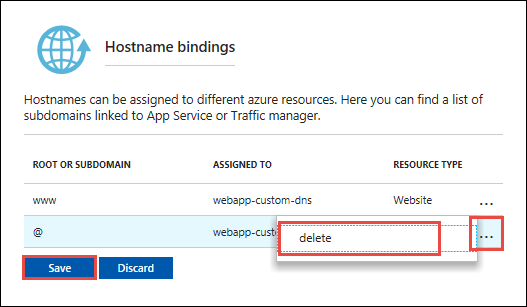 Hostname bindings
Hostnames can be assigned to different azure resources. Here you can find a list of
subdomains linked to App Service or Traffic manager.
ROOT OR SUBDOMAIN ASSIGNED TO RESOURCE TYPE
www webapp-custom-dns Website ...
@ webapp-custo delete ...
Save Discard